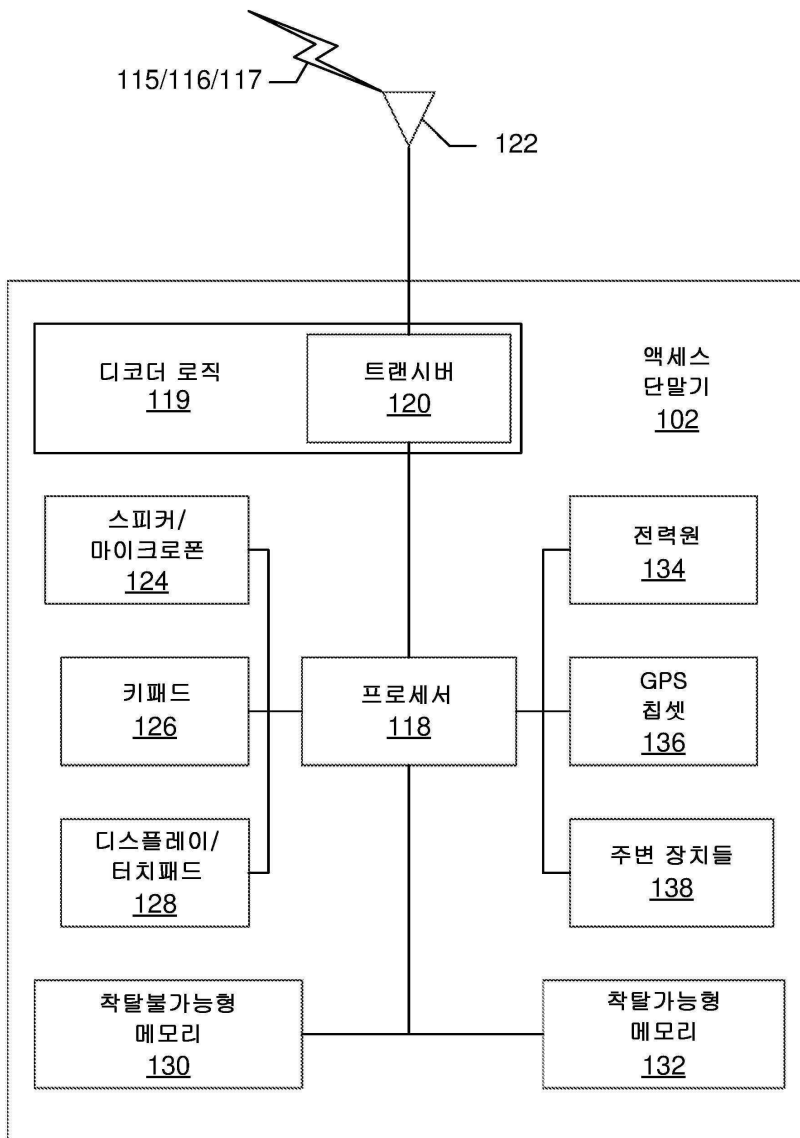 115/116/117
122
디코더 로직
119
트랜시버
120
액세스
단말기
102
스피커/
마이크로폰
124
전력원
134
키패드
126
프로세서
118
GPS
칩셋
136
디스플레이/
터치패드
128
주변 장치들
138
착탈불가능형
메모리
130
착탈가능형
메모리
132